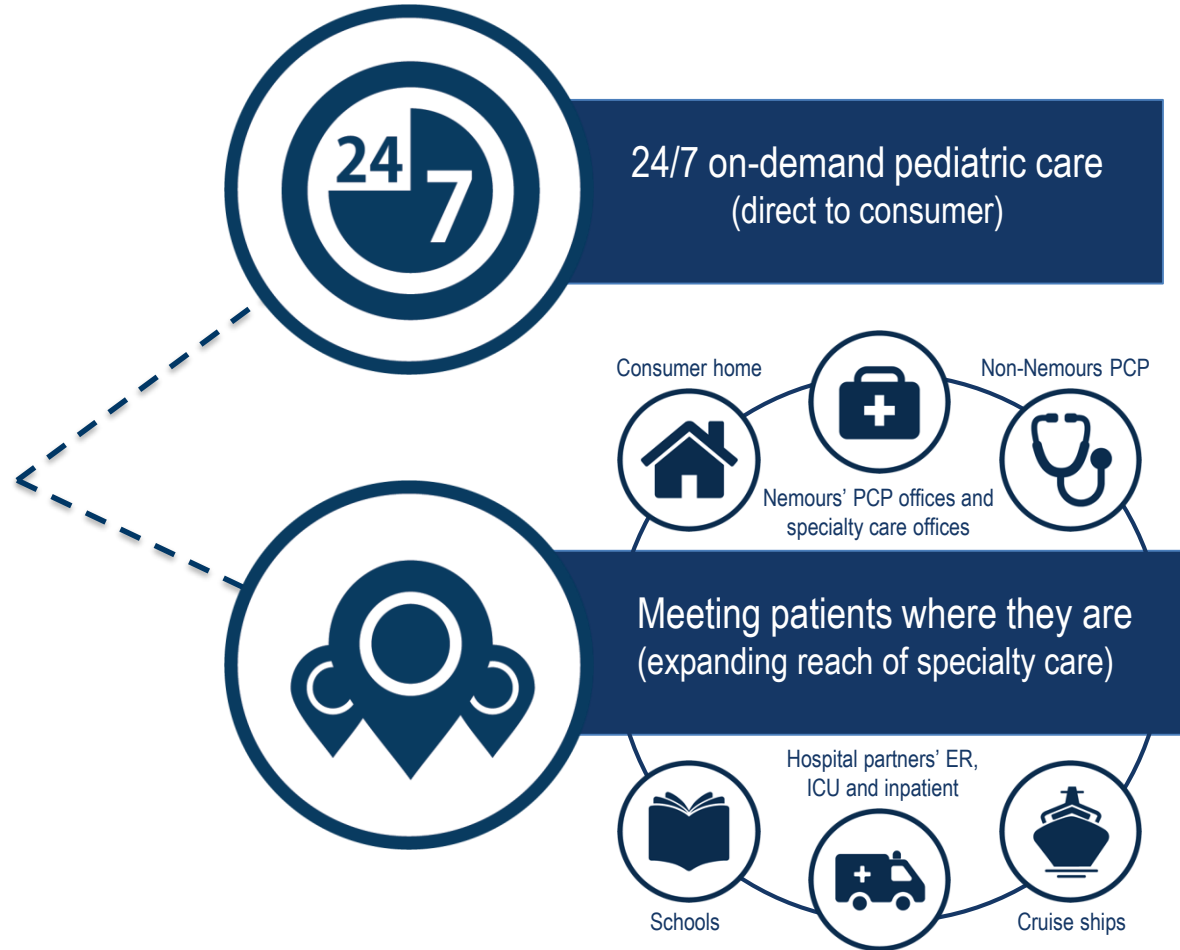 24
7
24/7 on-demand pediatric care
(direct to consumer)
Consumer home
Non-Nemours PCP
Nemours’ PCP offices and
specialty care offices
Meeting patients where they are
(expanding reach of specialty care)
Hospital partners’ ER,
ICU and inpatient
Schools
Cruise ships